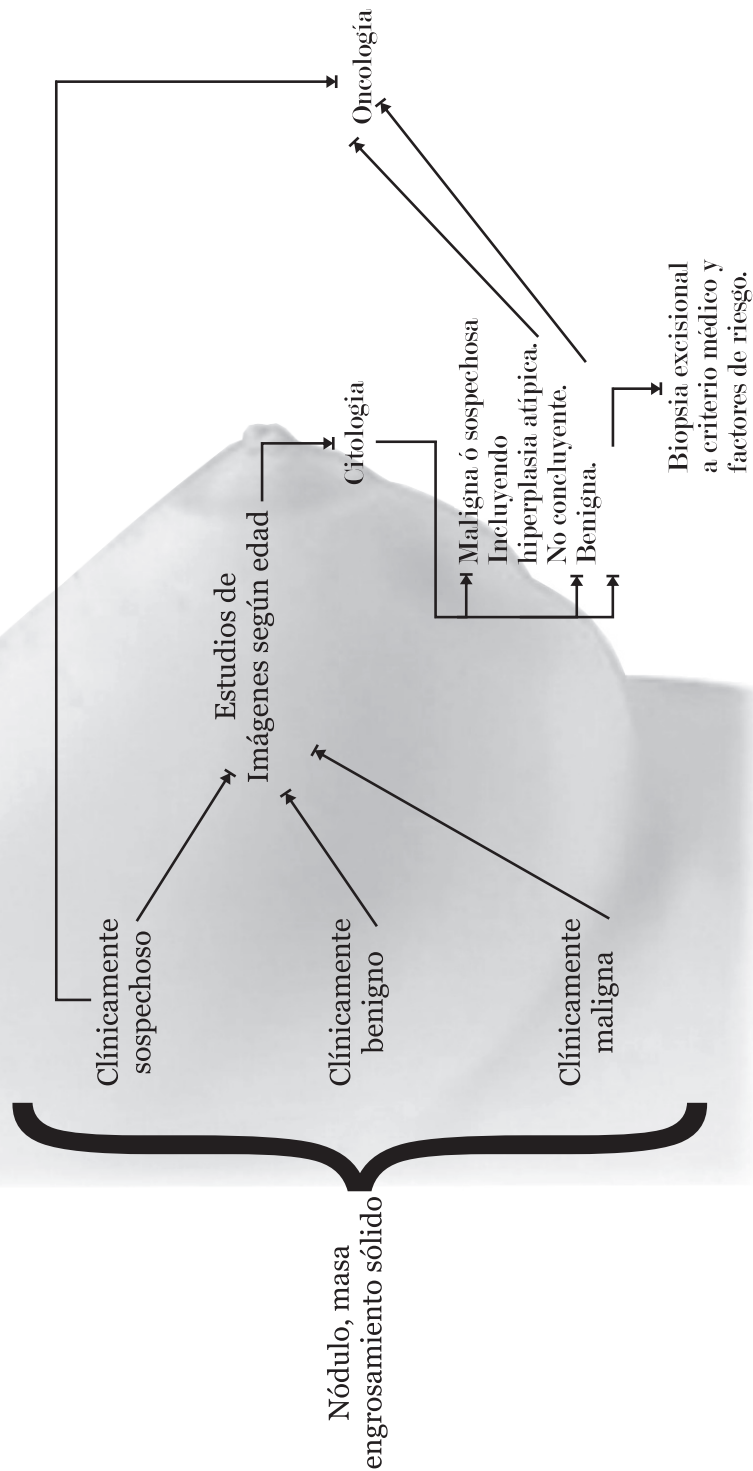 Nódulo, masa
engrosamiento sólido
Clínicamente
sospechoso
Clínicamente
benigno
Clínicamente
maligna
Estudios de
Imágenes según edad
Citologia
Maligna ó sospechosa
Incluyendo
hiperplasia atípica.
No concluyente.
Benigna.
Oncología
Biopsia excisional
a criterio médico y
factores de riesgo.